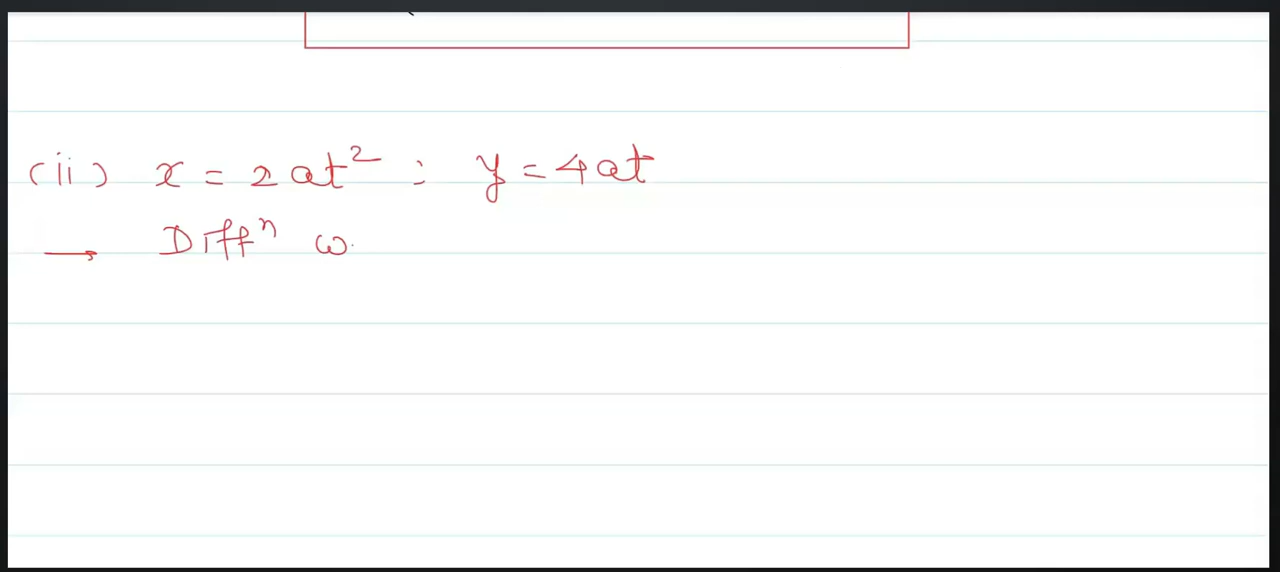 (ii) x = 2at² ; y = 4at
→ Diffⁿ w.